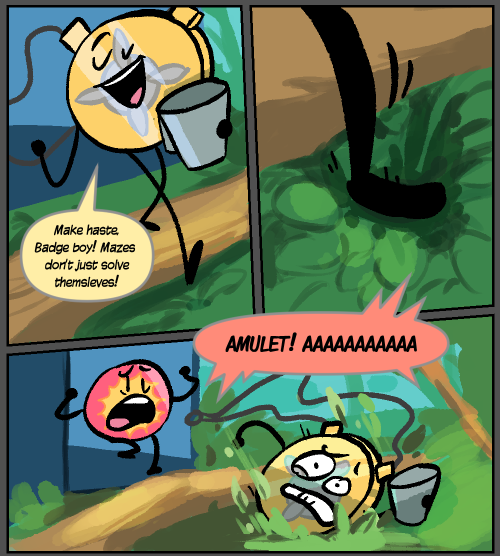 Make haste,
Badge boy! Mazes
don't just solve
themsleves!
AMULET! AAAAAAAAAAA